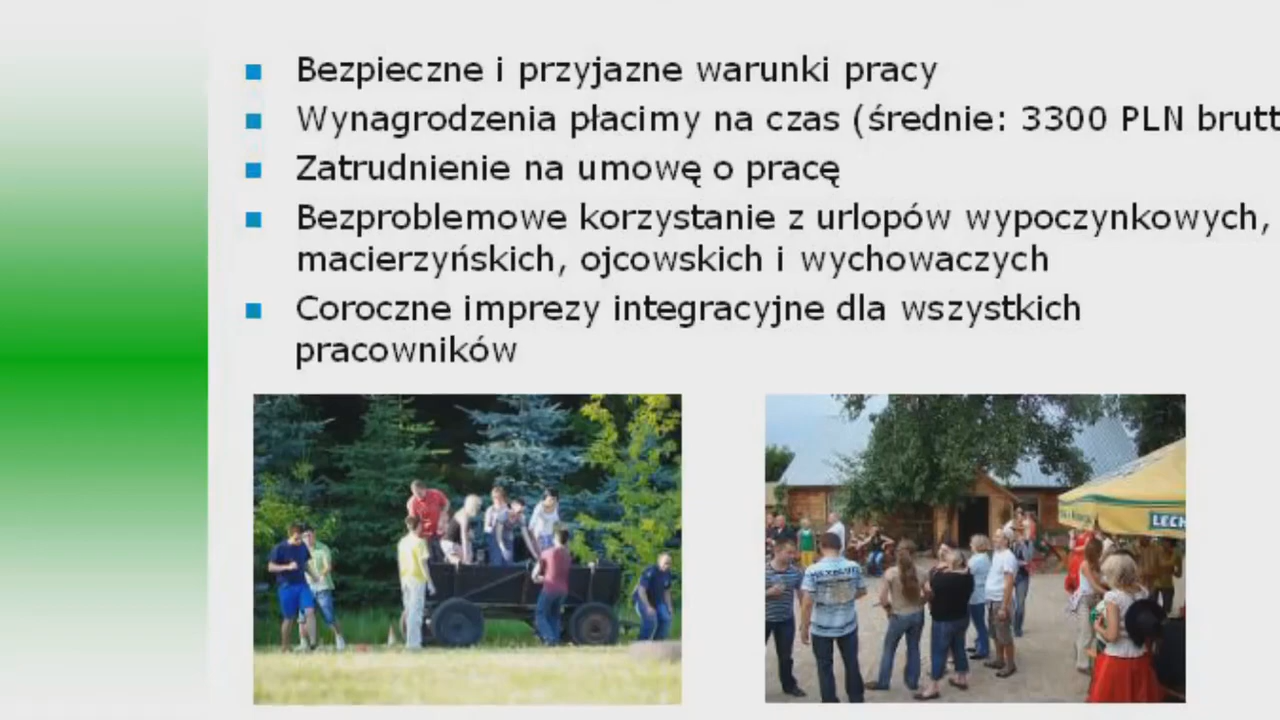 Bezpieczne i przyjazne warunki pracy
Wynagrodzenia płacimy na czas (średnie: 3300 PLN brutt
Zatrudnienie na umowę o pracę
Bezproblemowe korzystanie z urlopów wypoczynkowych,
macierzyńskich, ojcowskich i wychowaczych
Coroczne imprezy integracyjne dla wszystkich
pracowników
LECH